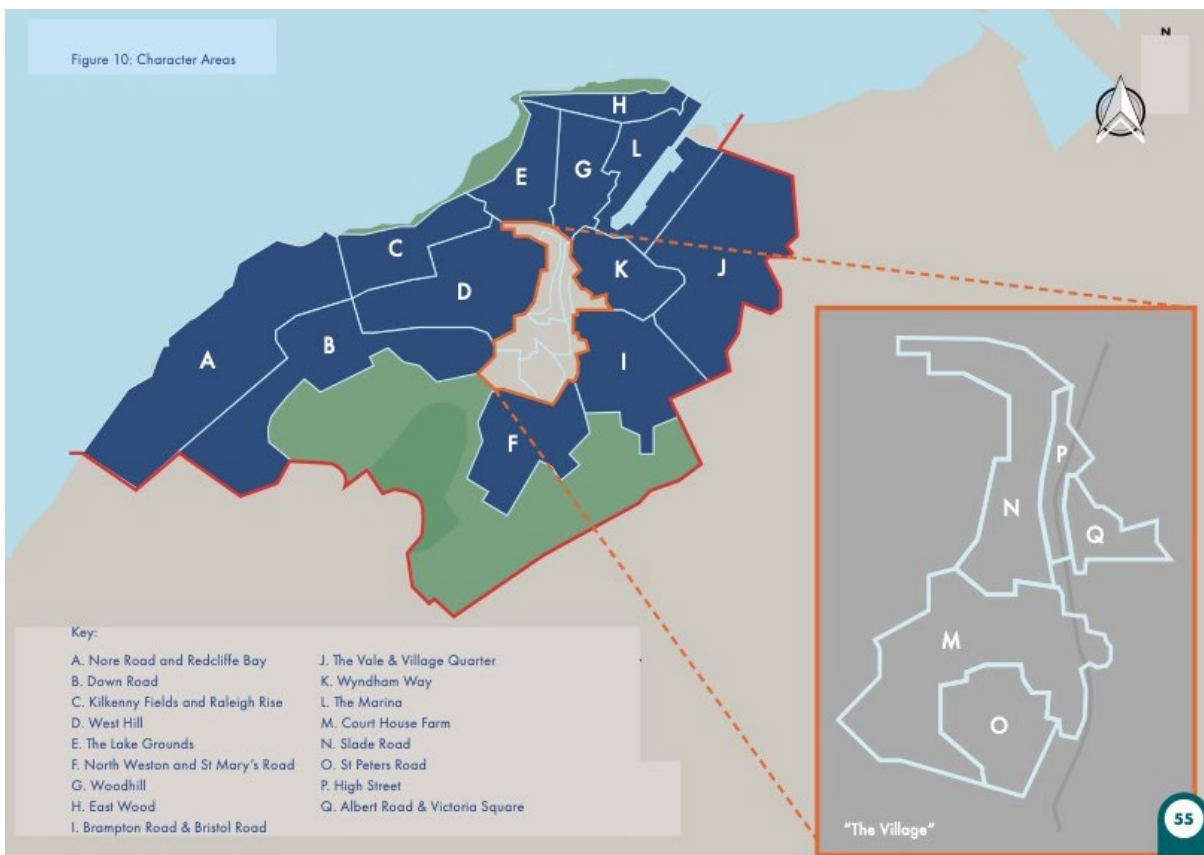 Figure 10: Character Areas
N
H
L
E
G
C
K
J
D
B
A
I
F
P
N
Q
M
O
Key:
A. Nore Road and Redcliffe Bay
B. Down Road
C. Kilkenny Fields and Raleigh Rise
D. West Hill
E. The Lake Grounds
F. North Weston and St Mary's Road
G. Woodhill
H. East Wood
I. Brampton Road & Bristol Road
J. The Vale & Village Quarter
K. Wyndham Way
L. The Marina
M. Court House Farm
N. Slade Road
O. St Peters Road
P. High Street
Q. Albert Road & Victoria Square
"The Village"
55